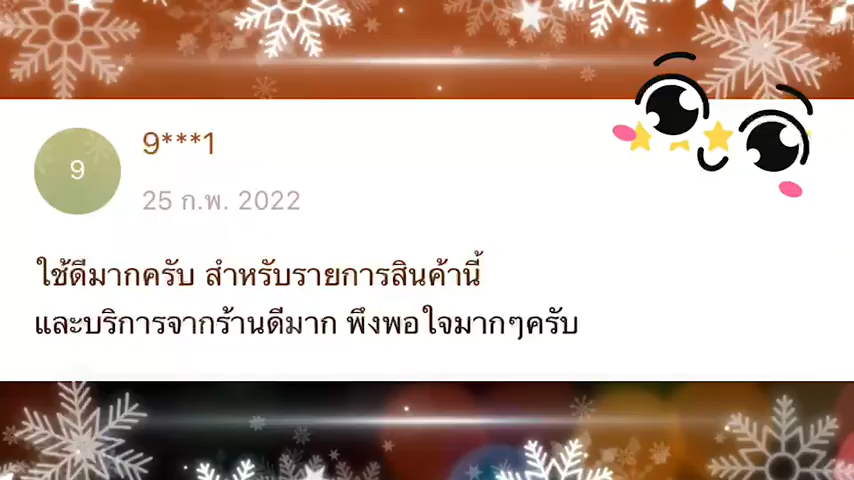 9
9***1
25 ก.พ. 2022
ใช้ดีมากครับ สำหรับรายการสินค้านี้
และบริการจากร้านดีมาก พึงพอใจมากๆครับ